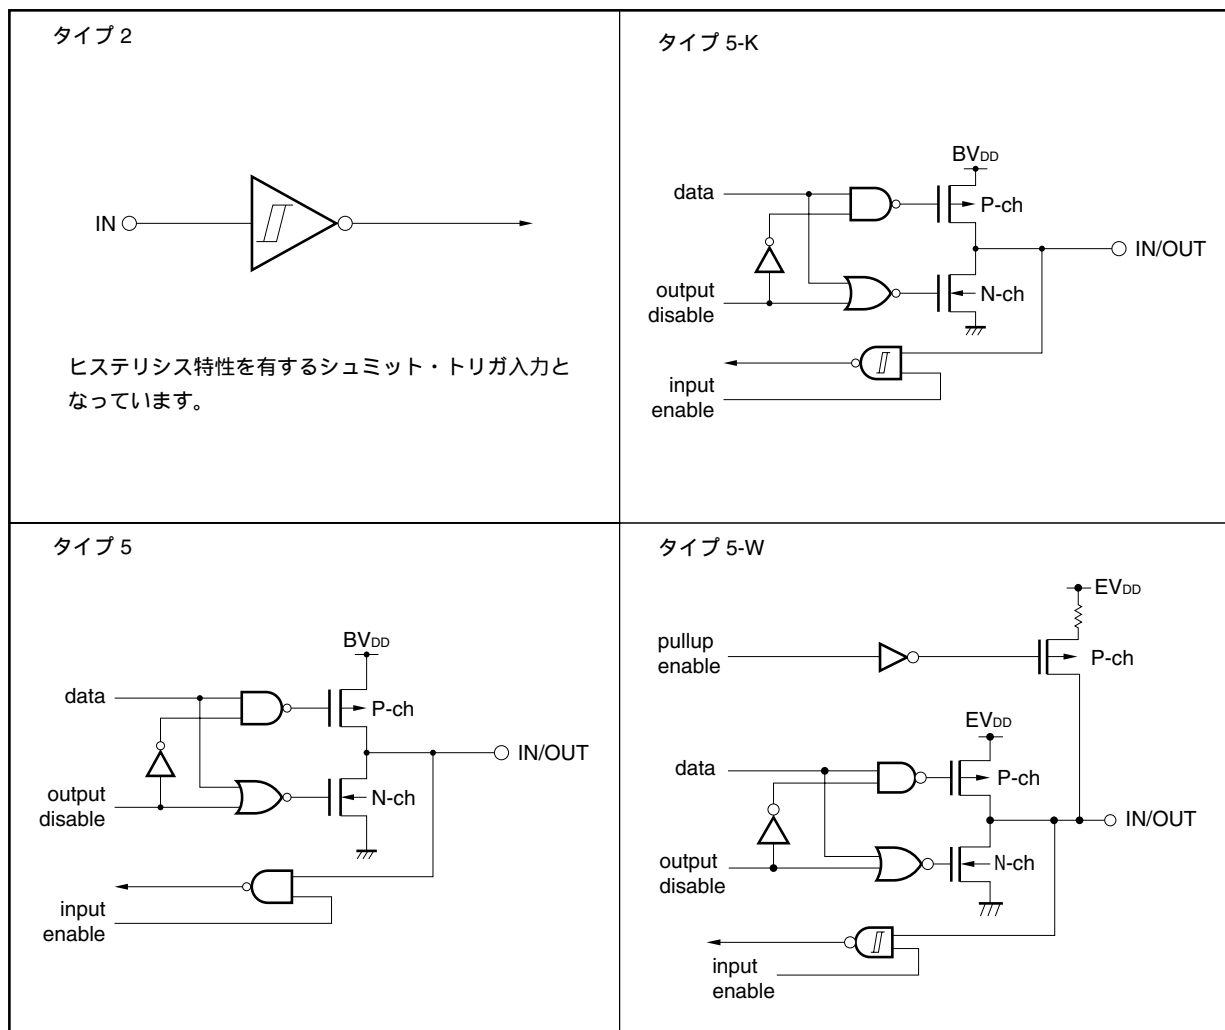 タイプ 2
IN
ヒステリシス特性を有するシュミット・トリガ入力と
なっています。
タイプ 5-K
BVDD
data
P-ch
IN/OUT
output
disable
N-ch
input
enable
タイプ 5
BVDD
data
P-ch
IN/OUT
output
disable
N-ch
input
enable
タイプ 5-W
EVDD
pullup
enable
P-ch
EVDD
data
P-ch
IN/OUT
output
disable
N-ch
input
enable